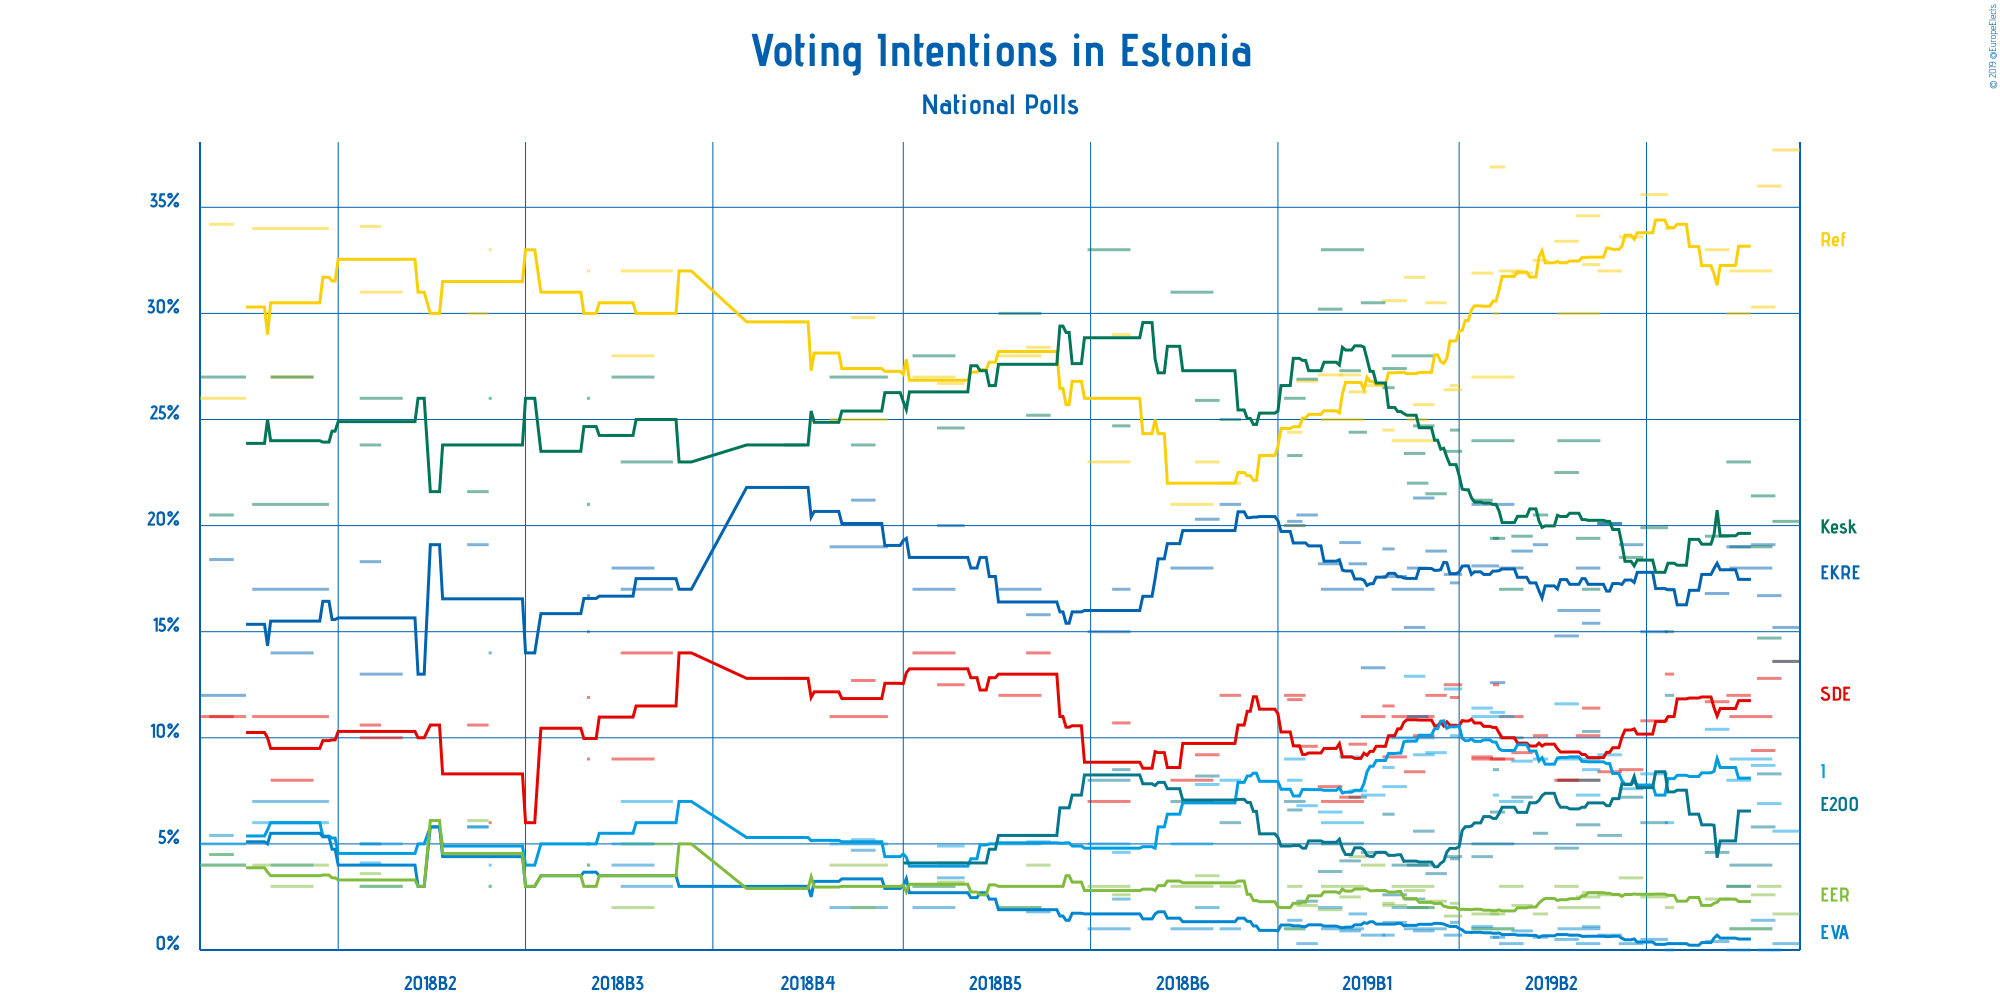 Voting Intentions in Estonia
National Polls
© 2019 @EuropeElects
35%
30%
25%
20%
15%
10%
5%
0%
Ref
Kesk
EKRE
SDE
I
E200
EER
EVA
2018B2
2018B3
2018B4
2018B5
2018B6
2019B1
2019B2